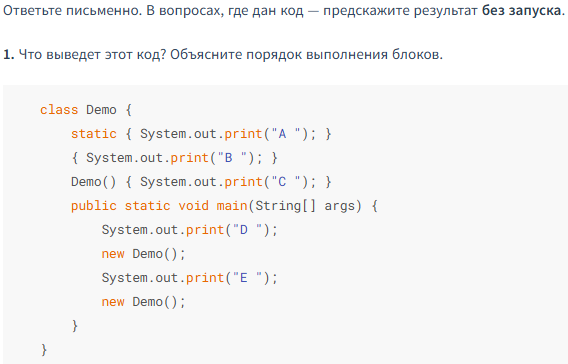 Ответьте письменно. В вопросах, где дан код — предскажите результат без запуска.
1. Что выведет этот код? Объясните порядок выполнения блоков.
class Demo {
    static { System.out.print("A "); }
    { System.out.print("B "); }
    Demo() { System.out.print("C "); }
    public static void main(String[] args) {
        System.out.print("D ");
        new Demo();
        System.out.print("E ");
        new Demo();
    }
}